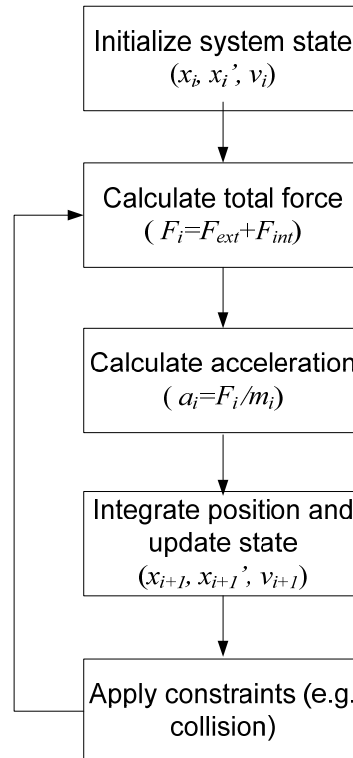 Initialize system state
(xᵢ, xᵢ’, vᵢ)
Calculate total force
( Fᵢ=Fₑₓₜ+Fᵢₙₜ)
Calculate acceleration
( aᵢ=Fᵢ/mᵢ)
Integrate position and
update state
(xᵢ₊₁, xᵢ₊₁’, vᵢ₊₁)
Apply constraints (e.g.
collision)